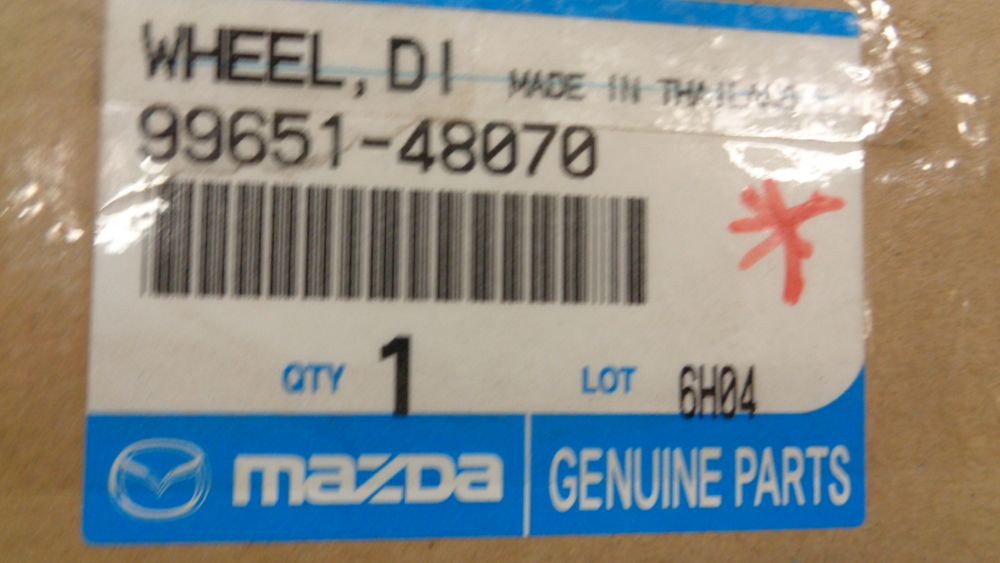 WHEEL, DI MADE IN THAILAND
99651-48070
QTY 1 LOT 6H04
mazda GENUINE PARTS